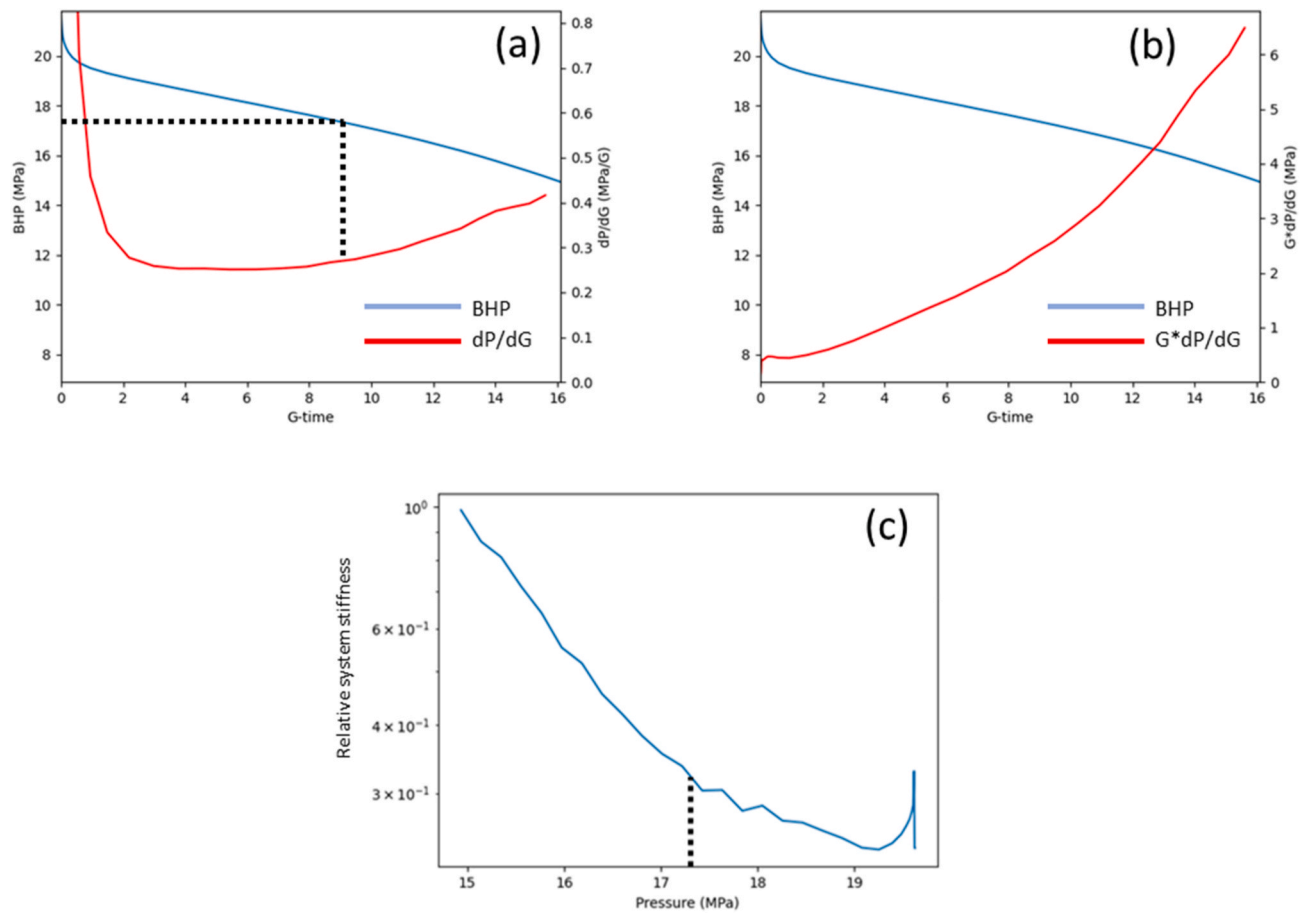 (a)
20
18
16
14
12
10
8
BHP (MPa)
0.8
0.7
0.6
0.5
0.4
0.3
0.2
0.1
0.0
dP/dG (MPa/G)
BHP
dP/dG
0 2 4 6 8 10 12 14 16
G-time
(b)
20
18
16
14
12
10
8
BHP (MPa)
6
5
4
3
2
1
0
G*dP/dG (MPa)
BHP
G*dP/dG
0 2 4 6 8 10 12 14 16
G-time
(c)
10⁰
6 × 10⁻¹
4 × 10⁻¹
3 × 10⁻¹
Relative system stiffness
15 16 17 18 19
Pressure (MPa)